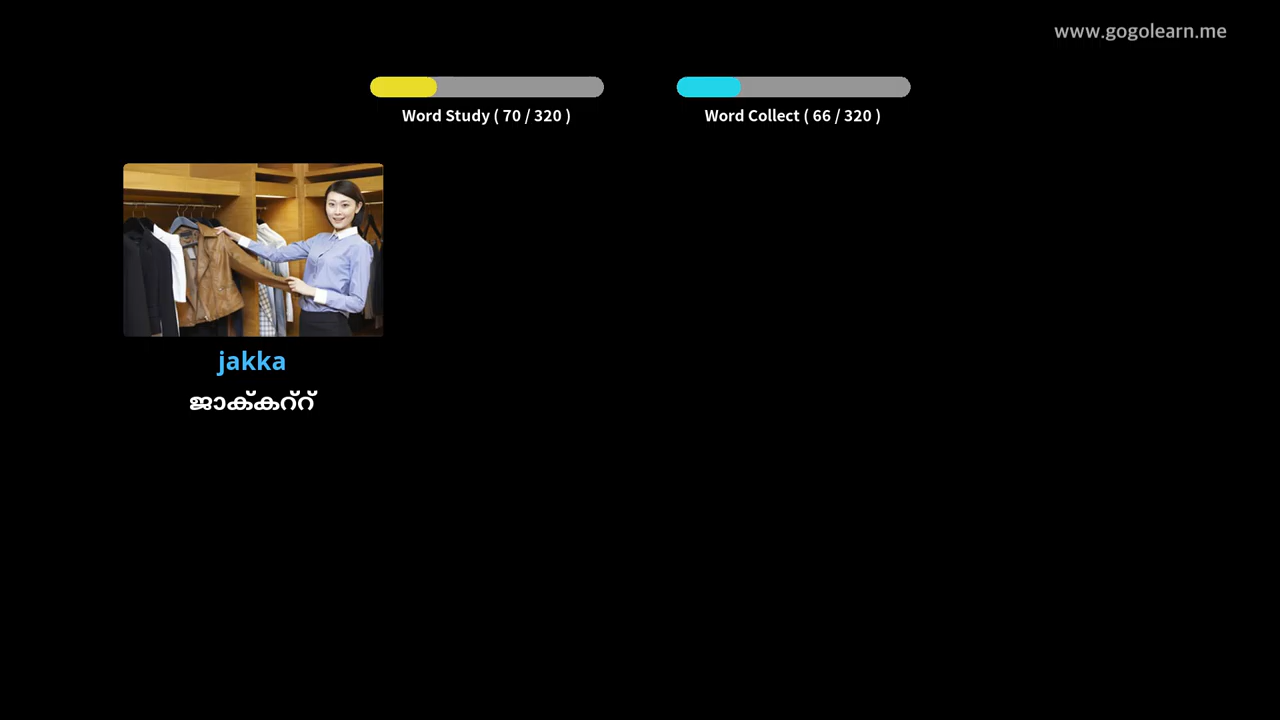 www.gogolearn.me
Word Study ( 70 / 320 )
Word Collect ( 66 / 320 )
jakka
ജാക്കറ്റ്